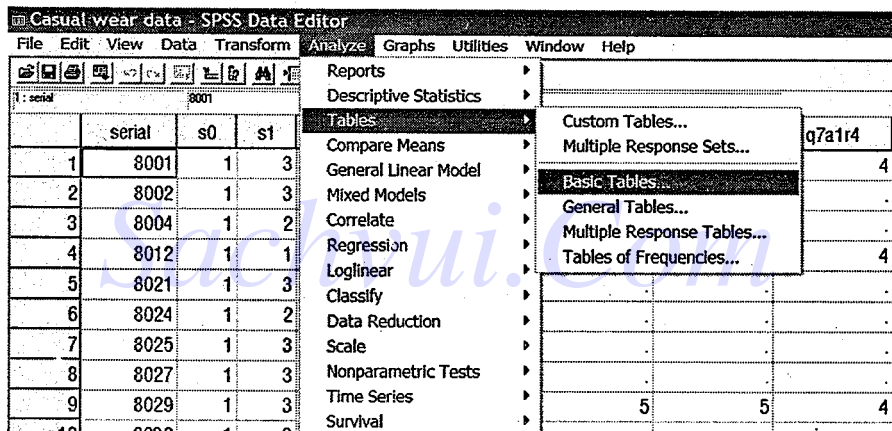 Casual wear data - SPSS Data Editor
File Edit View Data Transform Analyze Graphs Utilities Window Help
1 : serial 8001
serial s0 s1 q7a1r4
1 8001 1 3 4
2 8002 1 3 .
3 8004 1 2 .
4 8012 1 1 4
5 8021 1 3 . . .
6 8024 1 2 . . .
7 8025 1 3 . . .
8 8027 1 3 . . .
9 8029 1 3 5 5 4
Reports
Descriptive Statistics
Tables
Compare Means
General Linear Model
Mixed Models
Correlate
Regression
Loglinear
Classify
Data Reduction
Scale
Nonparametric Tests
Time Series
Survival
Custom Tables...
Multiple Response Sets...
Basic Tables...
General Tables...
Multiple Response Tables...
Tables of Frequencies...
Sachvui.Com